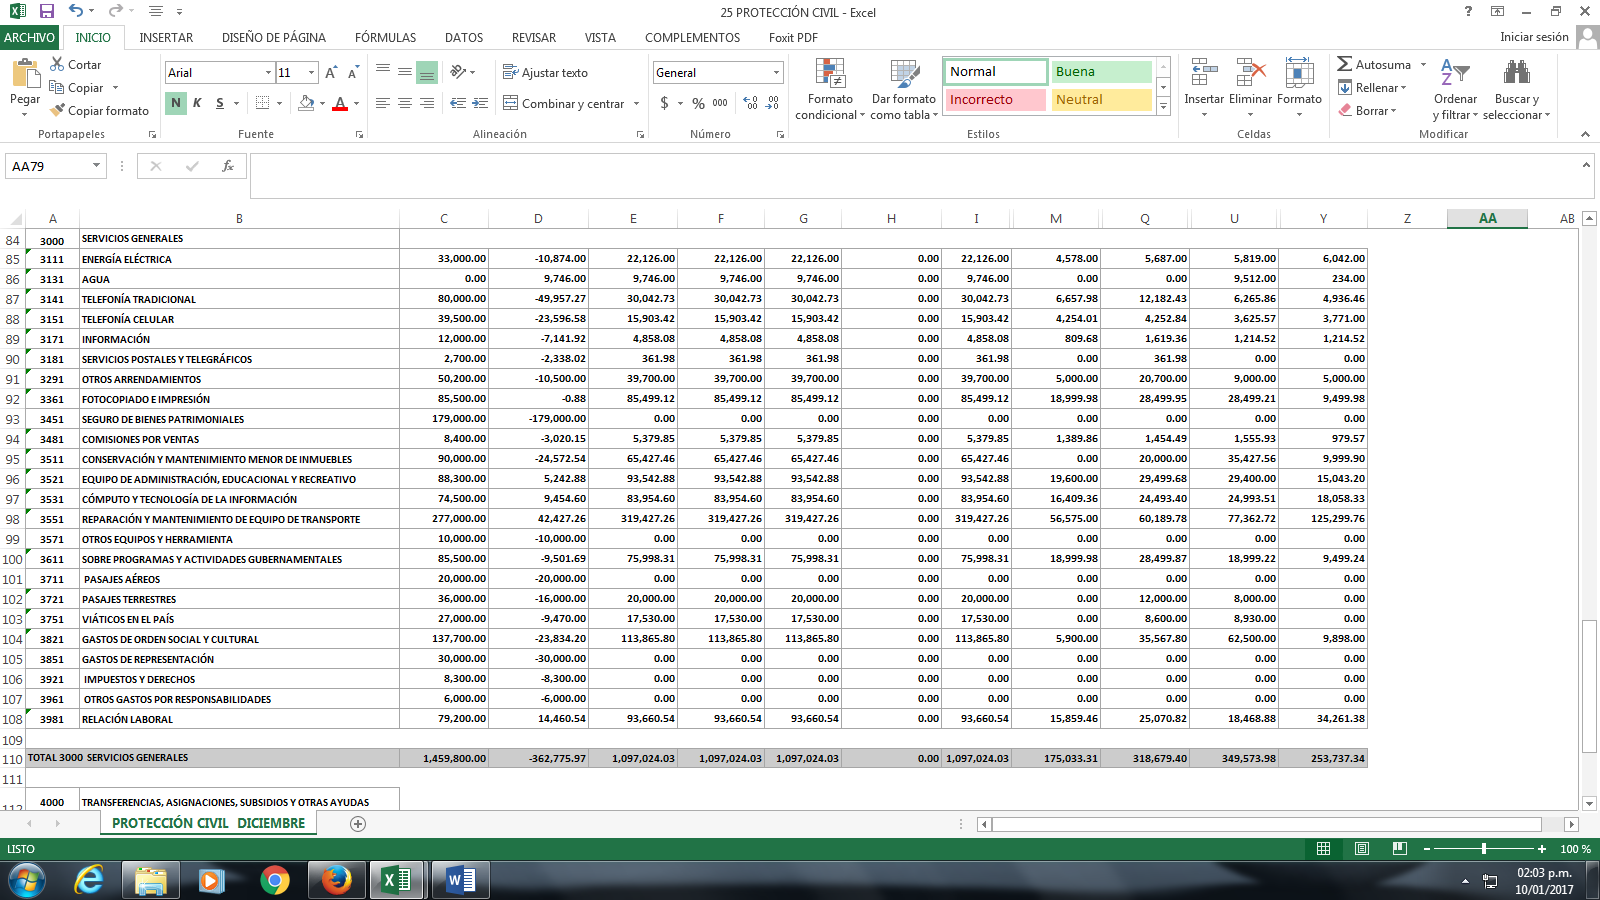 25 PROTECCIÓN CIVIL - Excel
ARCHIVO INICIO INSERTAR DISEÑO DE PÁGINA FÓRMULAS DATOS REVISAR VISTA COMPLEMENTOS Foxit PDF Iniciar sesión
Pegar
Cortar
Copiar
Copiar formato
Portapapeles
Arial 11
N K S
Fuente
Ajustar texto
Combinar y centrar
Alineación
General
$ % 000
Número
Formato condicional
Dar formato como tabla
Normal Buena
Incorrecto Neutral
Estilos
Insertar Eliminar Formato
Celdas
Autosuma
Rellenar
Borrar
Ordenar y filtrar
Buscar y seleccionar
Modificar
AA79 fx
A B C D E F G H I M Q U Y Z AA AB
84 3000 SERVICIOS GENERALES
85 3111 ENERGÍA ELÉCTRICA 33,000.00 -10,874.00 22,126.00 22,126.00 22,126.00 0.00 22,126.00 4,578.00 5,687.00 5,819.00 6,042.00
86 3131 AGUA 0.00 9,746.00 9,746.00 9,746.00 9,746.00 0.00 9,746.00 0.00 0.00 9,512.00 234.00
87 3141 TELEFONÍA TRADICIONAL 80,000.00 -49,957.27 30,042.73 30,042.73 30,042.73 0.00 30,042.73 6,657.98 12,182.43 6,265.86 4,936.46
88 3151 TELEFONÍA CELULAR 39,500.00 -23,596.58 15,903.42 15,903.42 15,903.42 0.00 15,903.42 4,254.01 4,252.84 3,625.57 3,771.00
89 3171 INFORMACIÓN 12,000.00 -7,141.92 4,858.08 4,858.08 4,858.08 0.00 4,858.08 809.68 1,619.36 1,214.52 1,214.52
90 3181 SERVICIOS POSTALES Y TELEGRÁFICOS 2,700.00 -2,338.02 361.98 361.98 361.98 0.00 361.98 0.00 361.98 0.00 0.00
91 3291 OTROS ARRENDAMIENTOS 50,200.00 -10,500.00 39,700.00 39,700.00 39,700.00 0.00 39,700.00 5,000.00 20,700.00 9,000.00 5,000.00
92 3361 FOTOCOPIADO E IMPRESIÓN 85,500.00 -0.88 85,499.12 85,499.12 85,499.12 0.00 85,499.12 18,999.98 28,499.95 28,499.21 9,499.98
93 3451 SEGURO DE BIENES PATRIMONIALES 179,000.00 -179,000.00 0.00 0.00 0.00 0.00 0.00 0.00 0.00 0.00 0.00
94 3481 COMISIONES POR VENTAS 8,400.00 -3,020.15 5,379.85 5,379.85 5,379.85 0.00 5,379.85 1,389.86 1,454.49 1,555.93 979.57
95 3511 CONSERVACIÓN Y MANTENIMIENTO MENOR DE INMUEBLES 90,000.00 -24,572.54 65,427.46 65,427.46 65,427.46 0.00 65,427.46 0.00 20,000.00 35,427.56 9,999.90
96 3521 EQUIPO DE ADMINISTRACIÓN, EDUCACIONAL Y RECREATIVO 88,300.00 5,242.88 93,542.88 93,542.88 93,542.88 0.00 93,542.88 19,600.00 29,499.68 29,400.00 15,043.20
97 3531 CÓMPUTO Y TECNOLOGÍA DE LA INFORMACIÓN 74,500.00 9,454.60 83,954.60 83,954.60 83,954.60 0.00 83,954.60 16,409.36 24,493.40 24,993.51 18,058.33
98 3551 REPARACIÓN Y MANTENIMIENTO DE EQUIPO DE TRANSPORTE 277,000.00 42,427.26 319,427.26 319,427.26 319,427.26 0.00 319,427.26 56,575.00 60,189.78 77,362.72 125,299.76
99 3571 OTROS EQUIPOS Y HERRAMIENTA 10,000.00 -10,000.00 0.00 0.00 0.00 0.00 0.00 0.00 0.00 0.00 0.00
100 3611 SOBRE PROGRAMAS Y ACTIVIDADES GUBERNAMENTALES 85,500.00 -9,501.69 75,998.31 75,998.31 75,998.31 0.00 75,998.31 18,999.98 28,499.87 18,999.22 9,499.24
101 3711 PASAJES AÉREOS 20,000.00 -20,000.00 0.00 0.00 0.00 0.00 0.00 0.00 0.00 0.00 0.00
102 3721 PASAJES TERRESTRES 36,000.00 -16,000.00 20,000.00 20,000.00 20,000.00 0.00 20,000.00 0.00 12,000.00 8,000.00 0.00
103 3751 VIÁTICOS EN EL PAÍS 27,000.00 -9,470.00 17,530.00 17,530.00 17,530.00 0.00 17,530.00 0.00 8,600.00 8,930.00 0.00
104 3821 GASTOS DE ORDEN SOCIAL Y CULTURAL 137,700.00 -23,834.20 113,865.80 113,865.80 113,865.80 0.00 113,865.80 5,900.00 35,567.80 62,500.00 9,898.00
105 3851 GASTOS DE REPRESENTACIÓN 30,000.00 -30,000.00 0.00 0.00 0.00 0.00 0.00 0.00 0.00 0.00 0.00
106 3921 IMPUESTOS Y DERECHOS 8,300.00 -8,300.00 0.00 0.00 0.00 0.00 0.00 0.00 0.00 0.00 0.00
107 3961 OTROS GASTOS POR RESPONSABILIDADES 6,000.00 -6,000.00 0.00 0.00 0.00 0.00 0.00 0.00 0.00 0.00 0.00
108 3981 RELACIÓN LABORAL 79,200.00 14,460.54 93,660.54 93,660.54 93,660.54 0.00 93,660.54 15,859.46 25,070.82 18,468.88 34,261.38
109
110 TOTAL 3000 SERVICIOS GENERALES 1,459,800.00 -362,775.97 1,097,024.03 1,097,024.03 1,097,024.03 0.00 1,097,024.03 175,033.31 318,679.40 349,573.98 253,737.34
111
112 4000 TRANSFERENCIAS, ASIGNACIONES, SUBSIDIOS Y OTRAS AYUDAS
PROTECCIÓN CIVIL DICIEMBRE
LISTO 100 %
02:03 p.m.
10/01/2017